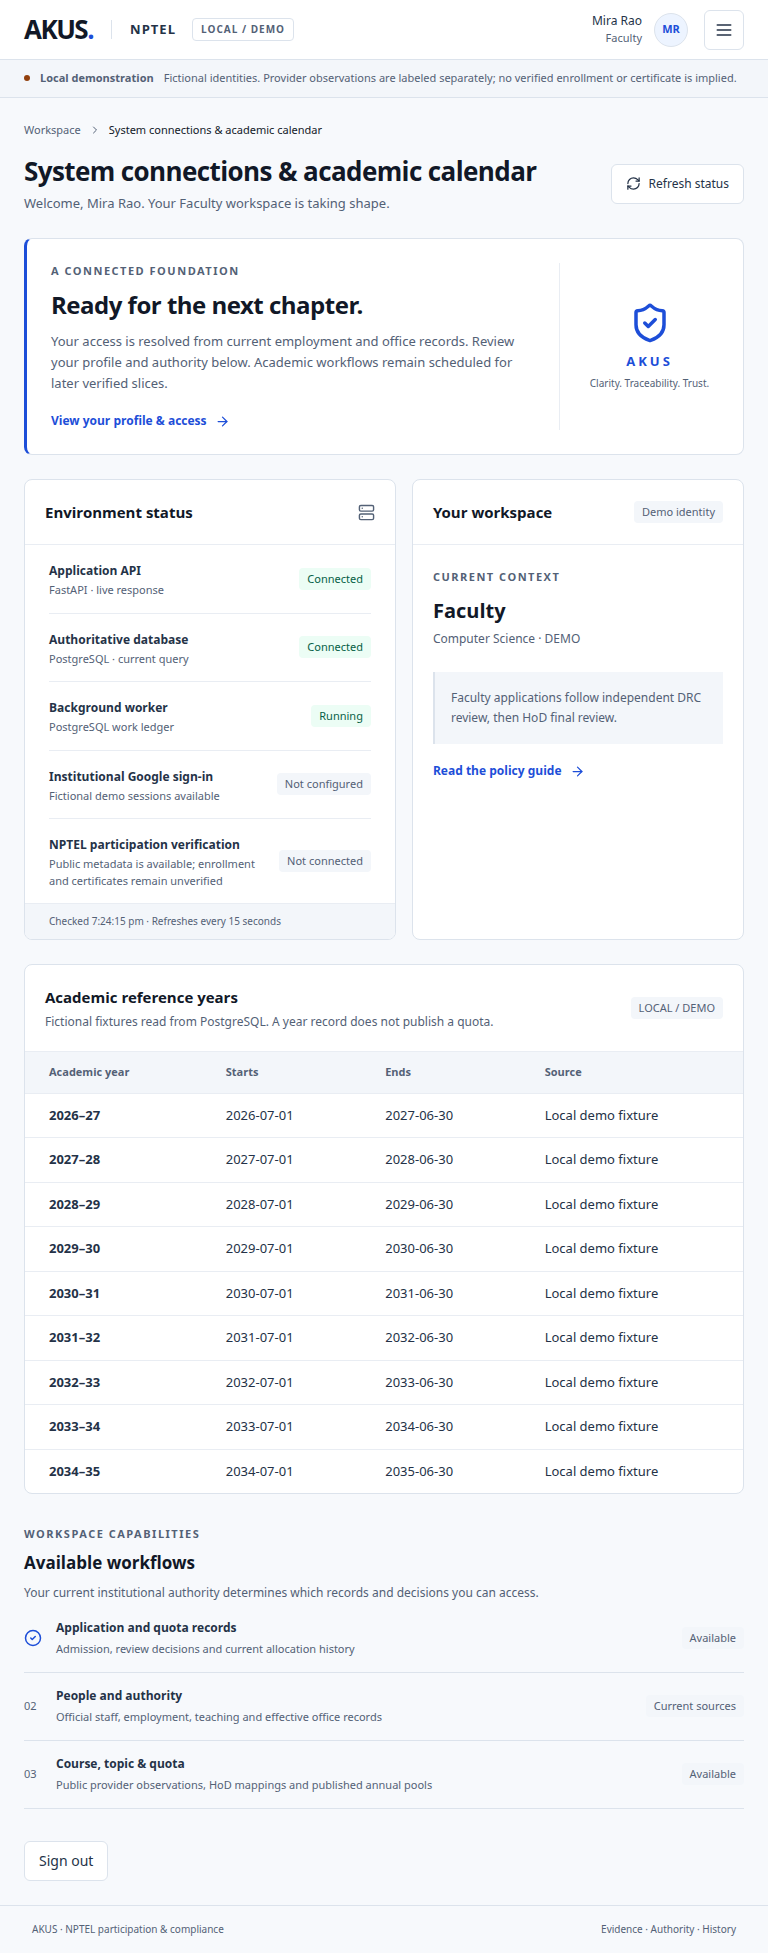 AKUS.
NPTEL
LOCAL / DEMO
Mira Rao
Faculty
MR
Local demonstration Fictional identities. Provider observations are labeled separately; no verified enrollment or certificate is implied.
Workspace > System connections & academic calendar
System connections & academic calendar
Welcome, Mira Rao. Your Faculty workspace is taking shape.
Refresh status
A CONNECTED FOUNDATION
Ready for the next chapter.
Your access is resolved from current employment and office records. Review
your profile and authority below. Academic workflows remain scheduled for
later verified slices.
View your profile & access →
AKUS
Clarity. Traceability. Trust.
Environment status
Application API
FastAPI · live response
Connected
Authoritative database
PostgreSQL · current query
Connected
Background worker
PostgreSQL work ledger
Running
Institutional Google sign-in
Fictional demo sessions available
Not configured
NPTEL participation verification
Public metadata is available; enrollment
and certificates remain unverified
Not connected
Checked 7:24:15 pm · Refreshes every 15 seconds
Your workspace
Demo identity
CURRENT CONTEXT
Faculty
Computer Science · DEMO
Faculty applications follow independent DRC
review, then HoD final review.
Read the policy guide →
Academic reference years
Fictional fixtures read from PostgreSQL. A year record does not publish a quota.
LOCAL / DEMO
Academic year Starts Ends Source
2026–27 2026-07-01 2027-06-30 Local demo fixture
2027–28 2027-07-01 2028-06-30 Local demo fixture
2028–29 2028-07-01 2029-06-30 Local demo fixture
2029–30 2029-07-01 2030-06-30 Local demo fixture
2030–31 2030-07-01 2031-06-30 Local demo fixture
2031–32 2031-07-01 2032-06-30 Local demo fixture
2032–33 2032-07-01 2033-06-30 Local demo fixture
2033–34 2033-07-01 2034-06-30 Local demo fixture
2034–35 2034-07-01 2035-06-30 Local demo fixture
WORKSPACE CAPABILITIES
Available workflows
Your current institutional authority determines which records and decisions you can access.
Application and quota records
Admission, review decisions and current allocation history
Available
02
People and authority
Official staff, employment, teaching and effective office records
Current sources
03
Course, topic & quota
Public provider observations, HoD mappings and published annual pools
Available
Sign out
AKUS · NPTEL participation & compliance
Evidence · Authority · History